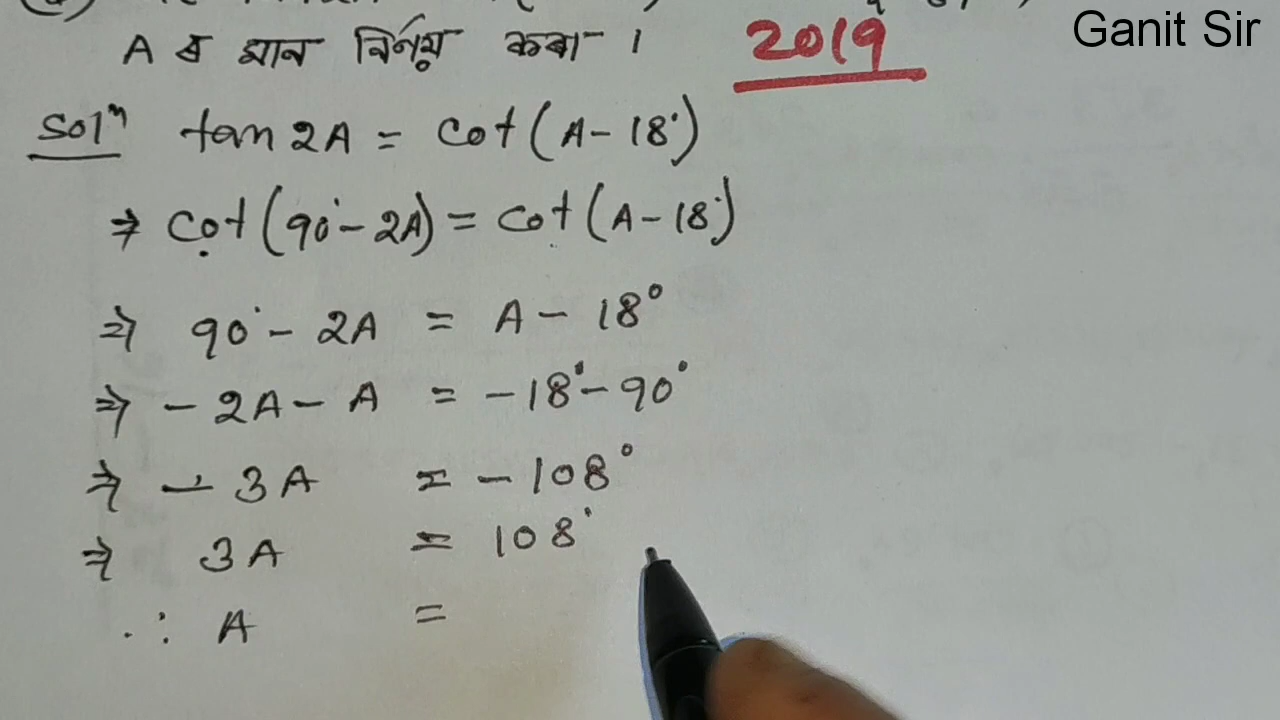 Ganit Sir
A ৰ মান নিৰ্ণয় কৰা । 2019
Solⁿ tan 2A = cot (A - 18°)
⇒ cot (90° - 2A) = cot (A - 18°)
⇒ 90° - 2A = A - 18°
⇒ - 2A - A = - 18° - 90°
⇒ - 3A = - 108°
⇒ 3A = 108°
∴ A =